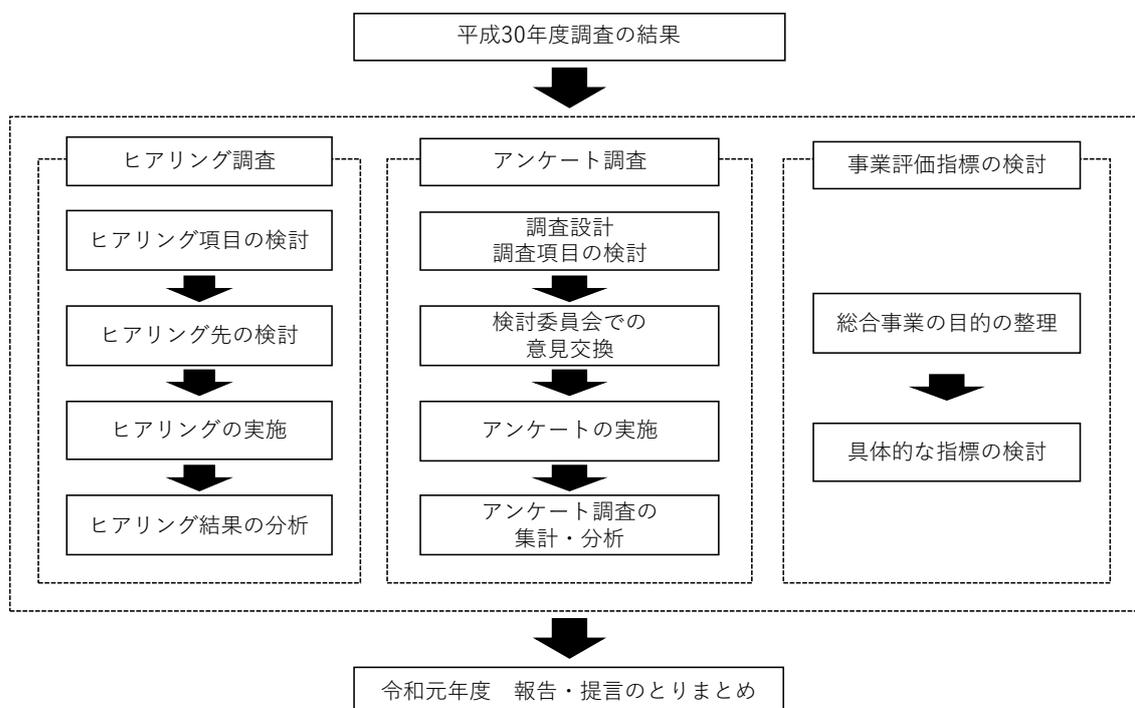 平成30年度調査の結果
ヒアリング調査
ヒアリング項目の検討
ヒアリング先の検討
ヒアリングの実施
ヒアリング結果の分析
アンケート調査
調査設計
調査項目の検討
検討委員会での
意見交換
アンケートの実施
アンケート調査の
集計・分析
事業評価指標の検討
総合事業の目的の整理
具体的な指標の検討
令和元年度　報告・提言のとりまとめ